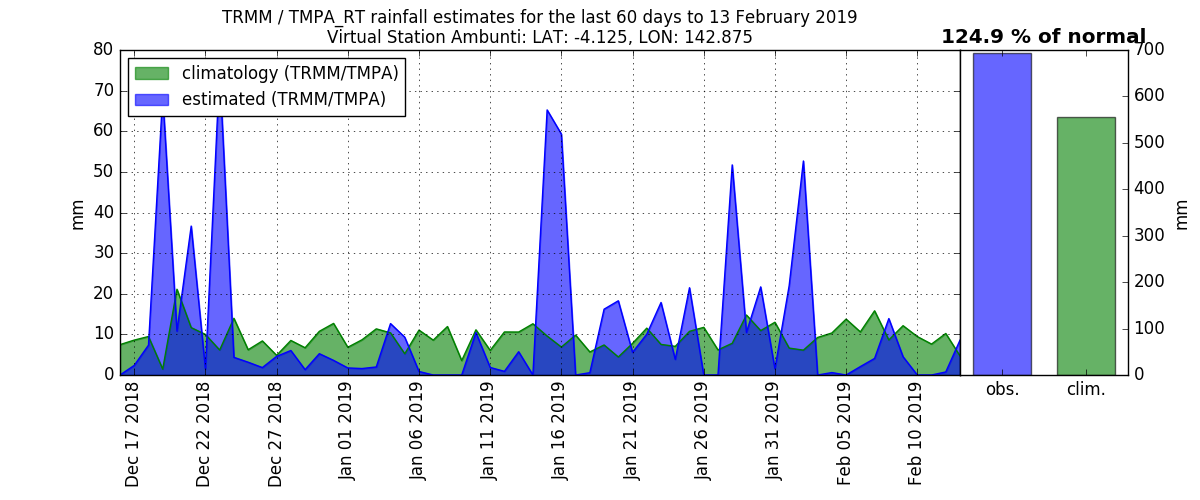 TRMM / TMPA_RT rainfall estimates for the last 60 days to 13 February 2019
Virtual Station Ambunti: LAT: -4.125, LON: 142.875
124.9 % of normal
climatology (TRMM/TMPA)
estimated (TRMM/TMPA)
80
70
60
50
40
30
20
10
0
mm
Dec 17 2018
Dec 22 2018
Dec 27 2018
Jan 01 2019
Jan 06 2019
Jan 11 2019
Jan 16 2019
Jan 21 2019
Jan 26 2019
Jan 31 2019
Feb 05 2019
Feb 10 2019
obs.
clim.
700
600
500
400
300
200
100
0
mm